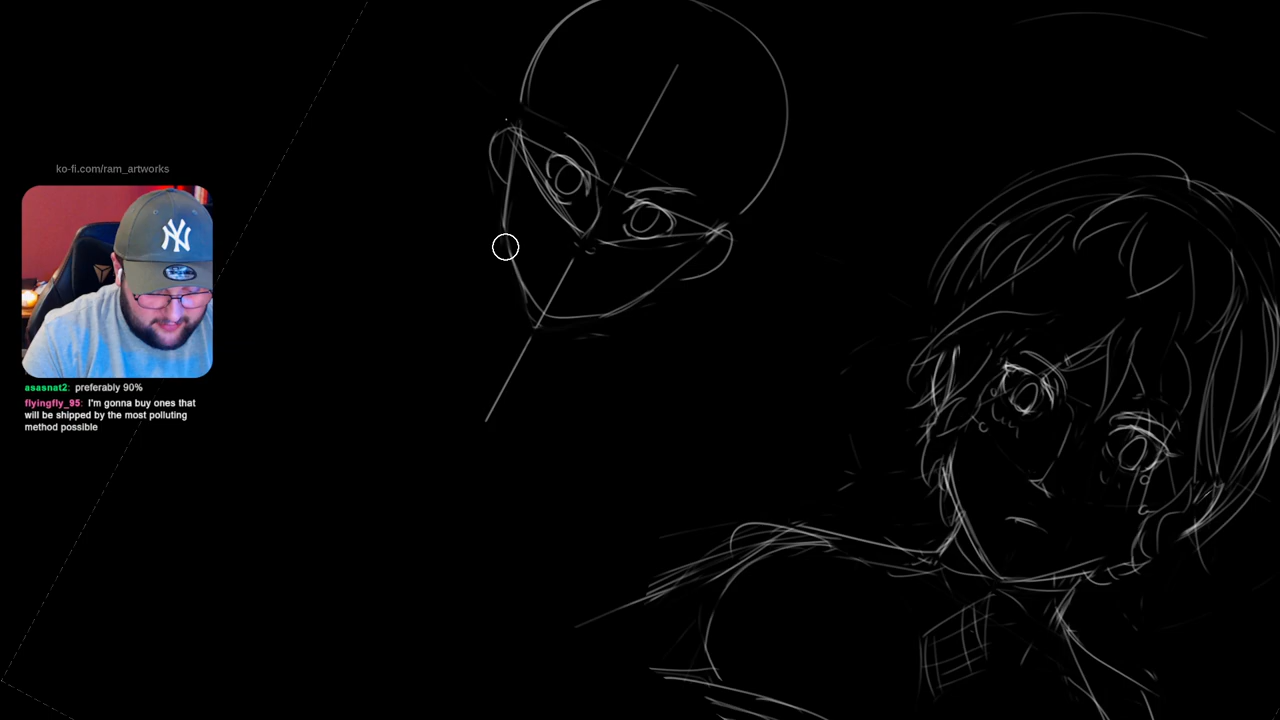 ko-fi.com/ram_artworks
NY
asasnat2: preferably 90%
flyingfly_95: I'm gonna buy ones that
will be shipped by the most polluting
method possible